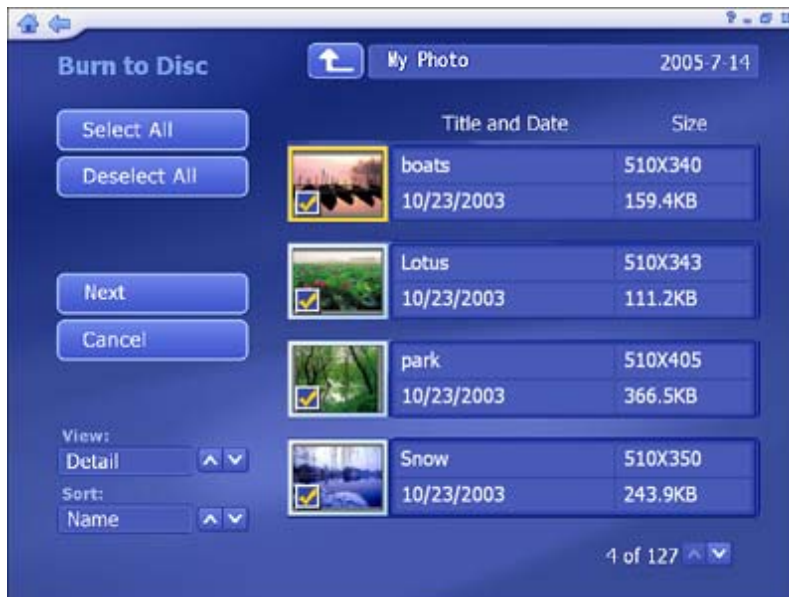 ?
Burn to Disc
My Photo 2005-7-14
Select All
Deselect All
Next
Cancel
View:
Detail
Sort:
Name
Title and Date Size
boats 510X340
10/23/2003 159.4KB
Lotus 510X343
10/23/2003 111.2KB
park 510X405
10/23/2003 366.5KB
Snow 510X350
10/23/2003 243.9KB
4 of 127